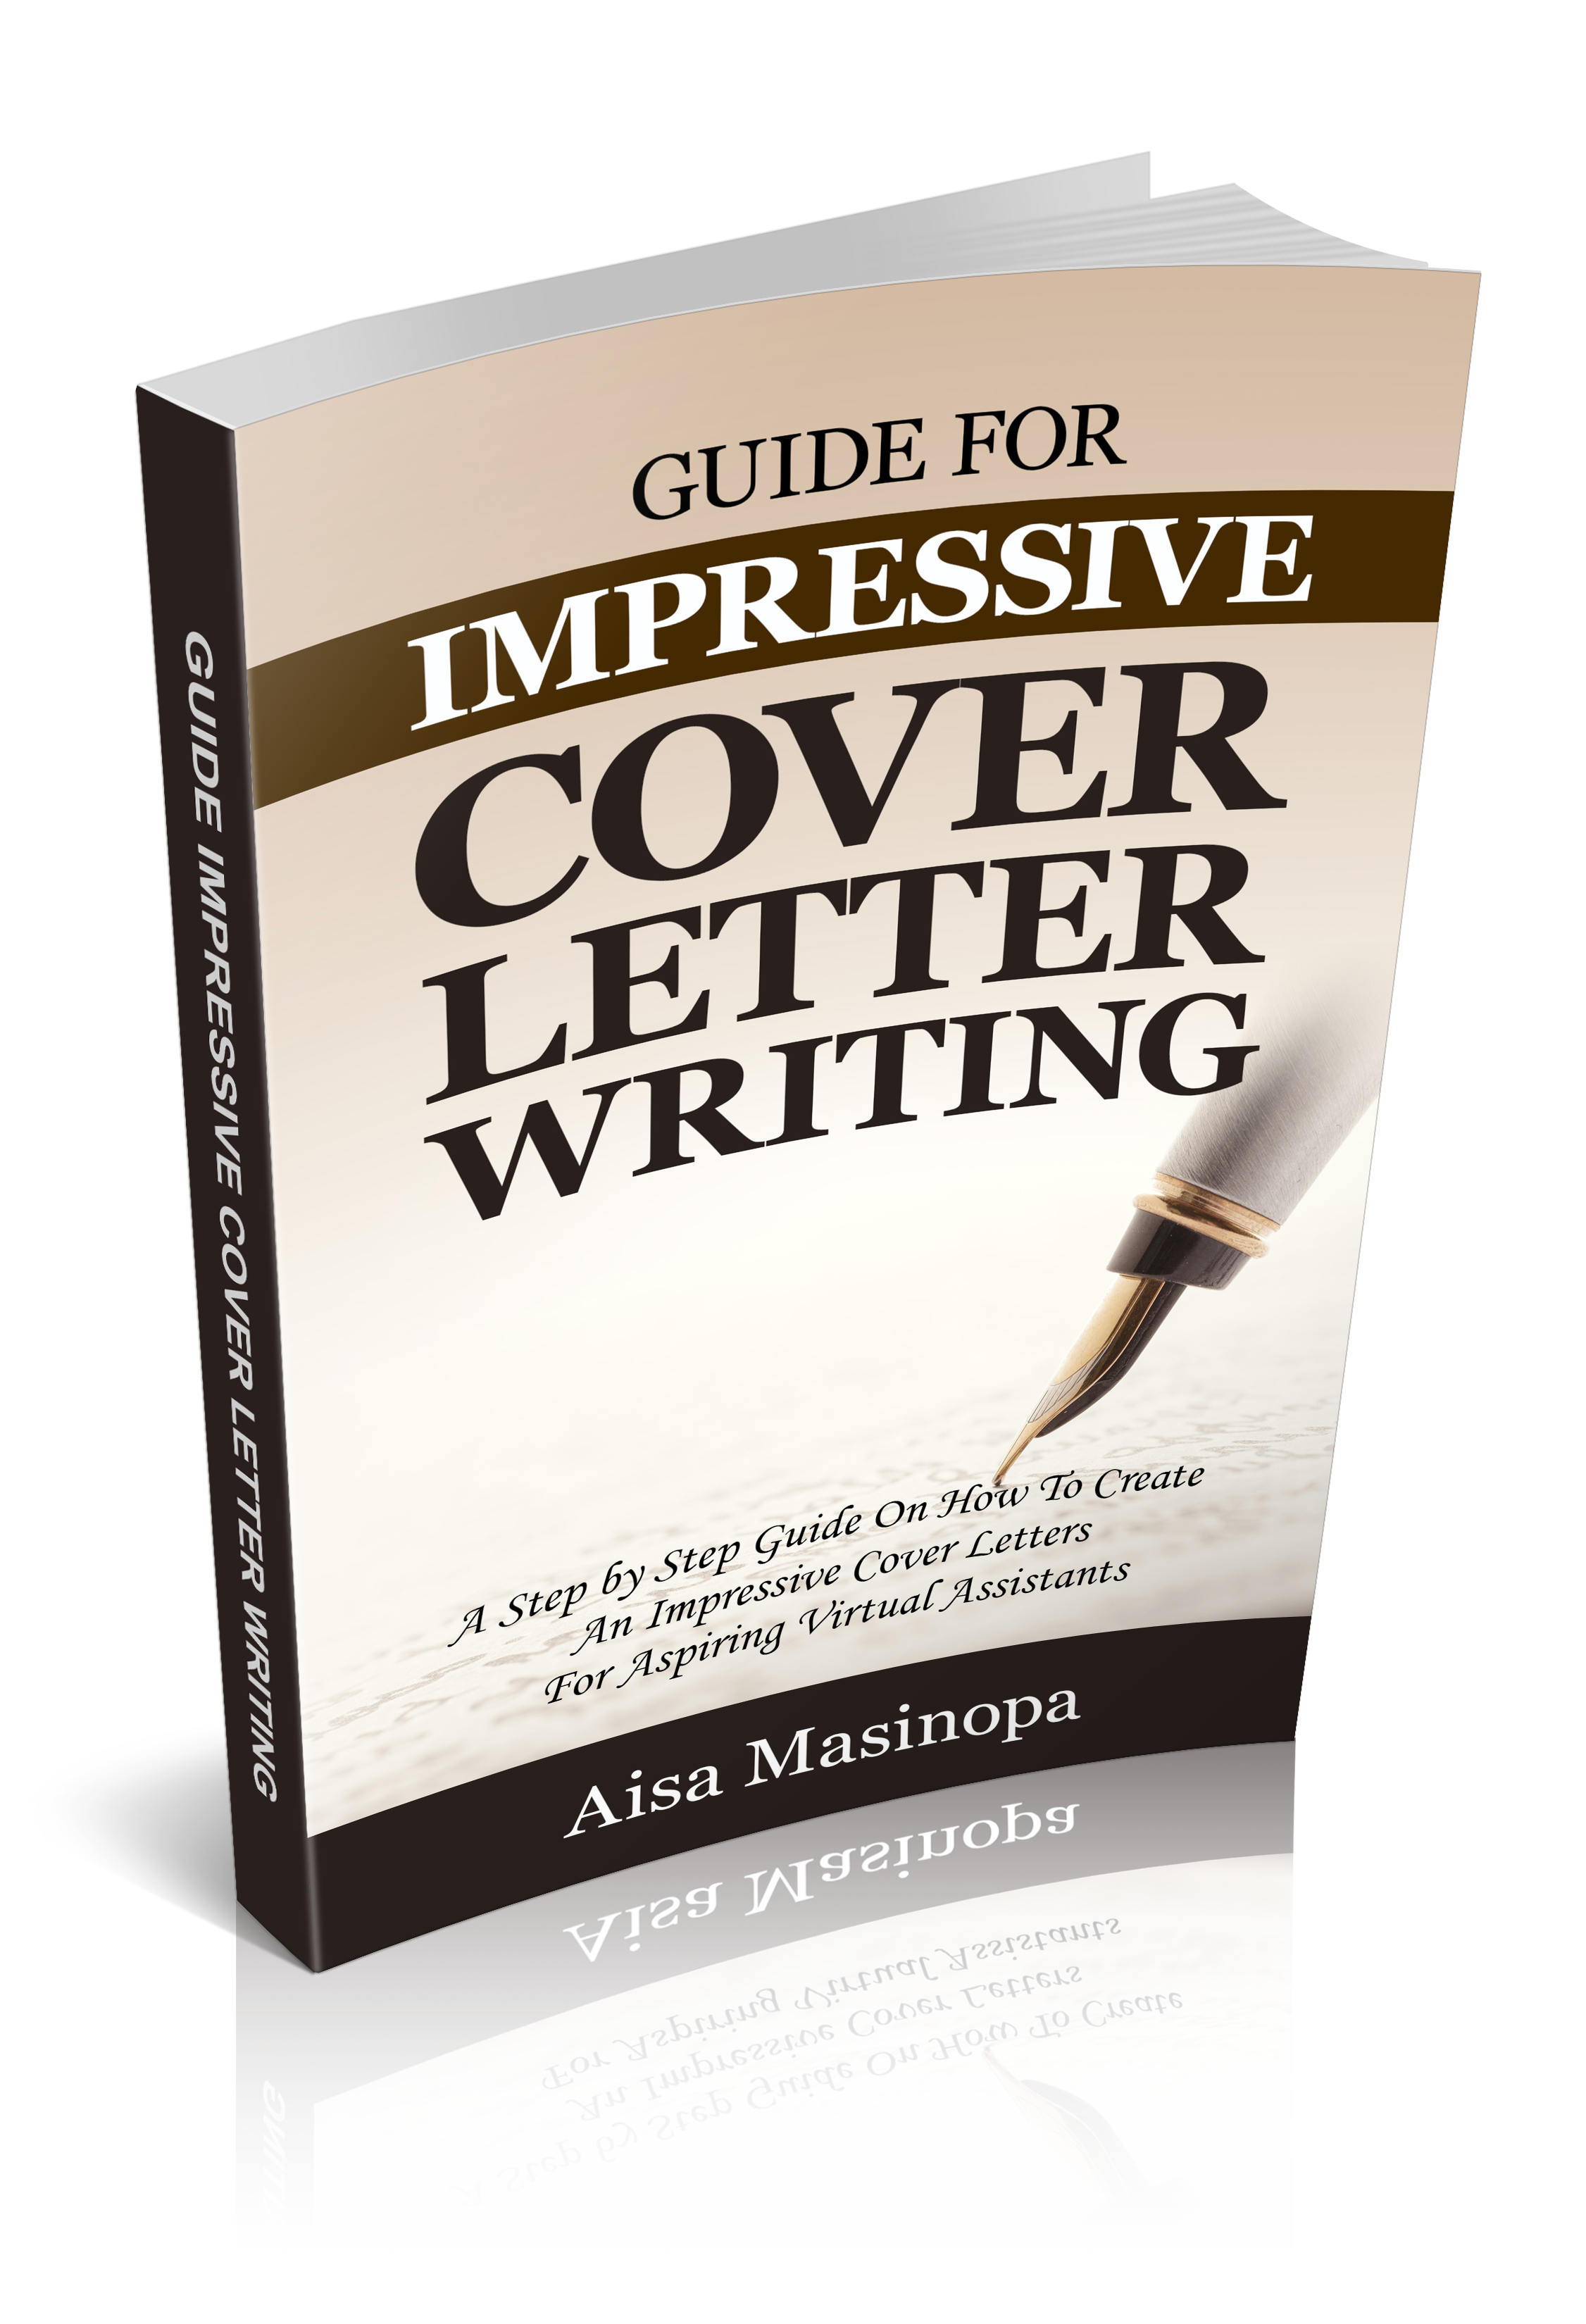 GUIDE FOR
IMPRESSIVE
COVER
LETTER
WRITING
A Step by Step Guide On How To Create
An Impressive Cover Letters
For Aspiring Virtual Assistants
Aisa Masinopa
GUIDE IMPRESSIVE COVER LETTER WRITING